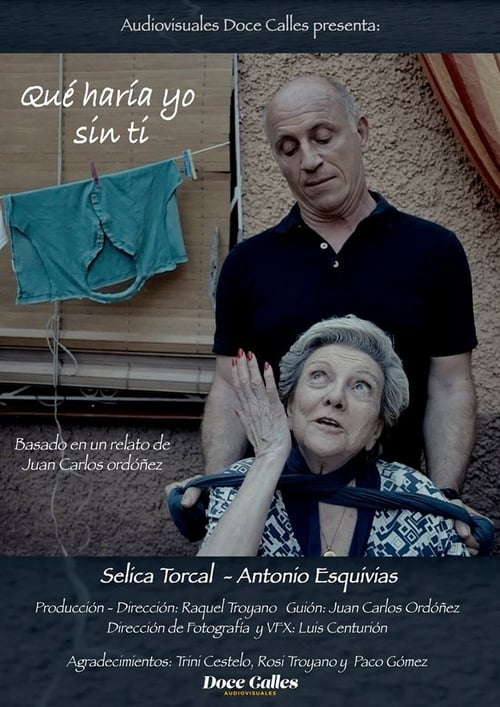 Audiovisuales Doce Calles presenta:
Qué haría yo
sin ti
Basado en un relato de
Juan Carlos ordóñez
Selica Torcal - Antonio Esquivias
Producción - Dirección: Raquel Troyano Guión: Juan Carlos Ordóñez
Dirección de Fotografía y VFX: Luis Centurión
Agradecimientos: Trini Cestelo, Rosi Troyano y Paco Gómez
Doce Calles
AUDIOVISUALES